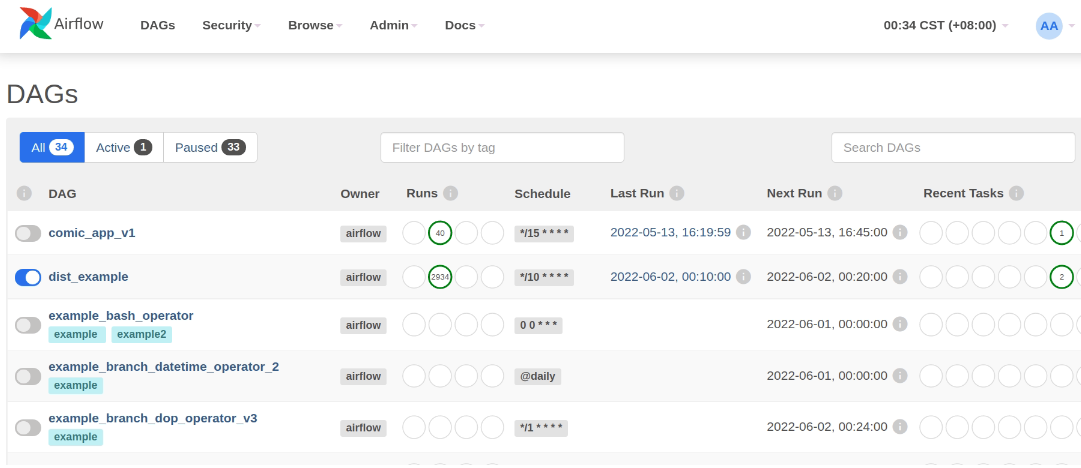 Airflow DAGs Security Browse Admin Docs 00:34 CST (+08:00) AA
DAGs
All 34 Active 1 Paused 33 Filter DAGs by tag Search DAGs
DAG Owner Runs Schedule Last Run Next Run Recent Tasks
comic_app_v1 airflow 40 */15 * * * * 2022-05-13, 16:19:59 2022-05-13, 16:45:00 1
dist_example airflow 2934 */10 * * * * 2022-06-02, 00:10:00 2022-06-02, 00:20:00 2
example_bash_operator
example example2 airflow 0 0 * * * 2022-06-01, 00:00:00
example_branch_datetime_operator_2
example airflow @daily 2022-06-01, 00:00:00
example_branch_dop_operator_v3
example airflow */1 * * * * 2022-06-02, 00:24:00